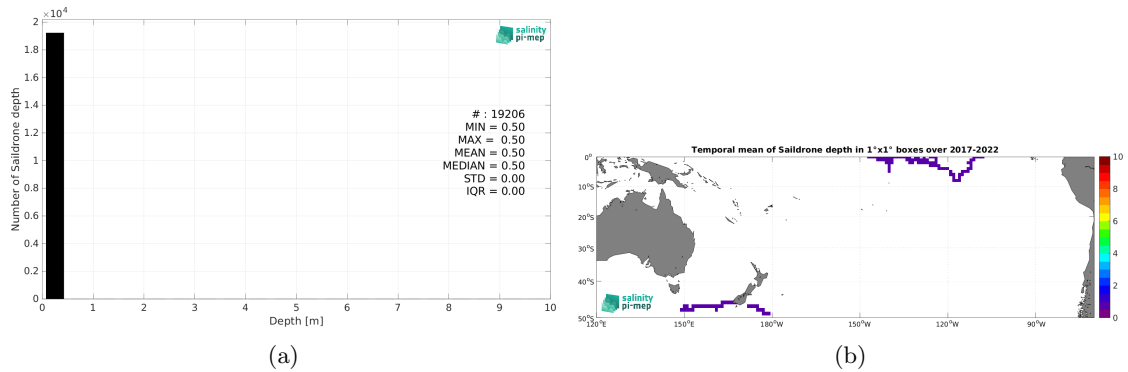 ×10⁴
2
1.8
1.6
1.4
1.2
1
0.8
0.6
0.4
0.2
0
Number of Saildrone depth
salinity
pi-mep
# : 19206
MIN = 0.50
MAX = 0.50
MEAN = 0.50
MEDIAN = 0.50
STD = 0.00
IQR = 0.00
0 1 2 3 4 5 6 7 8 9 10
Depth [m]
(a)
Temporal mean of Saildrone depth in 1°x1° boxes over 2017-2022
0°
10°S
20°S
30°S
40°S
50°S
120°E 150°E 180°W 150°W 120°W 90°W
salinity
pi-mep
10
8
6
4
2
0
(b)